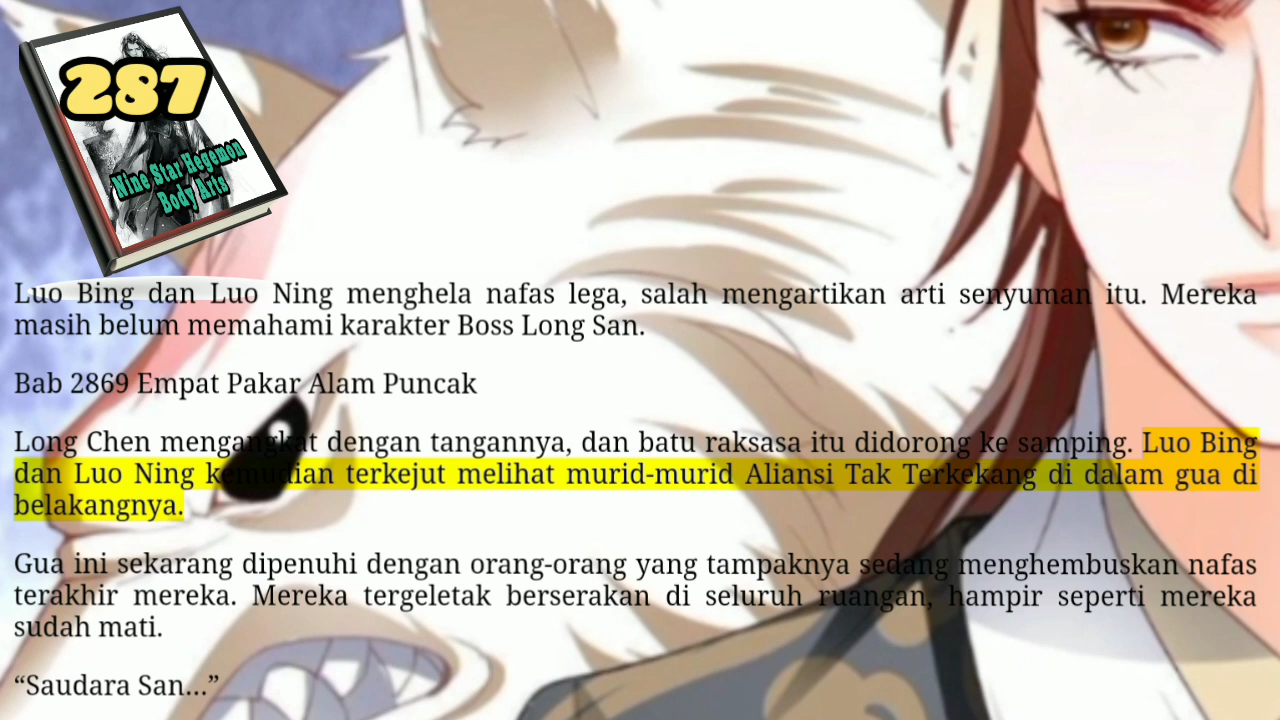 287
Nine Star Hegemon
Body Arts
Luo Bing dan Luo Ning menghela nafas lega, salah mengartikan arti senyuman itu. Mereka
masih belum memahami karakter Boss Long San.
Bab 2869 Empat Pakar Alam Puncak
Long Chen mengangkat dengan tangannya, dan batu raksasa itu didorong ke samping. Luo Bing
dan Luo Ning kemudian terkejut melihat murid-murid Aliansi Tak Terkekang di dalam gua di
belakangnya.
Gua ini sekarang dipenuhi dengan orang-orang yang tampaknya sedang menghembuskan nafas
terakhir mereka. Mereka tergeletak berserakan di seluruh ruangan, hampir seperti mereka
sudah mati.
“Saudara San…”